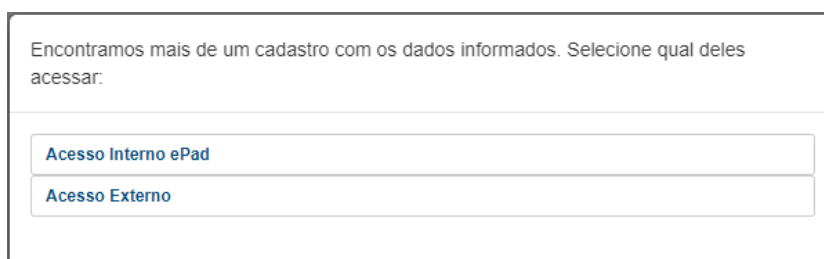 Encontramos mais de um cadastro com os dados informados. Selecione qual deles
acessar:
Acesso Interno ePad
Acesso Externo